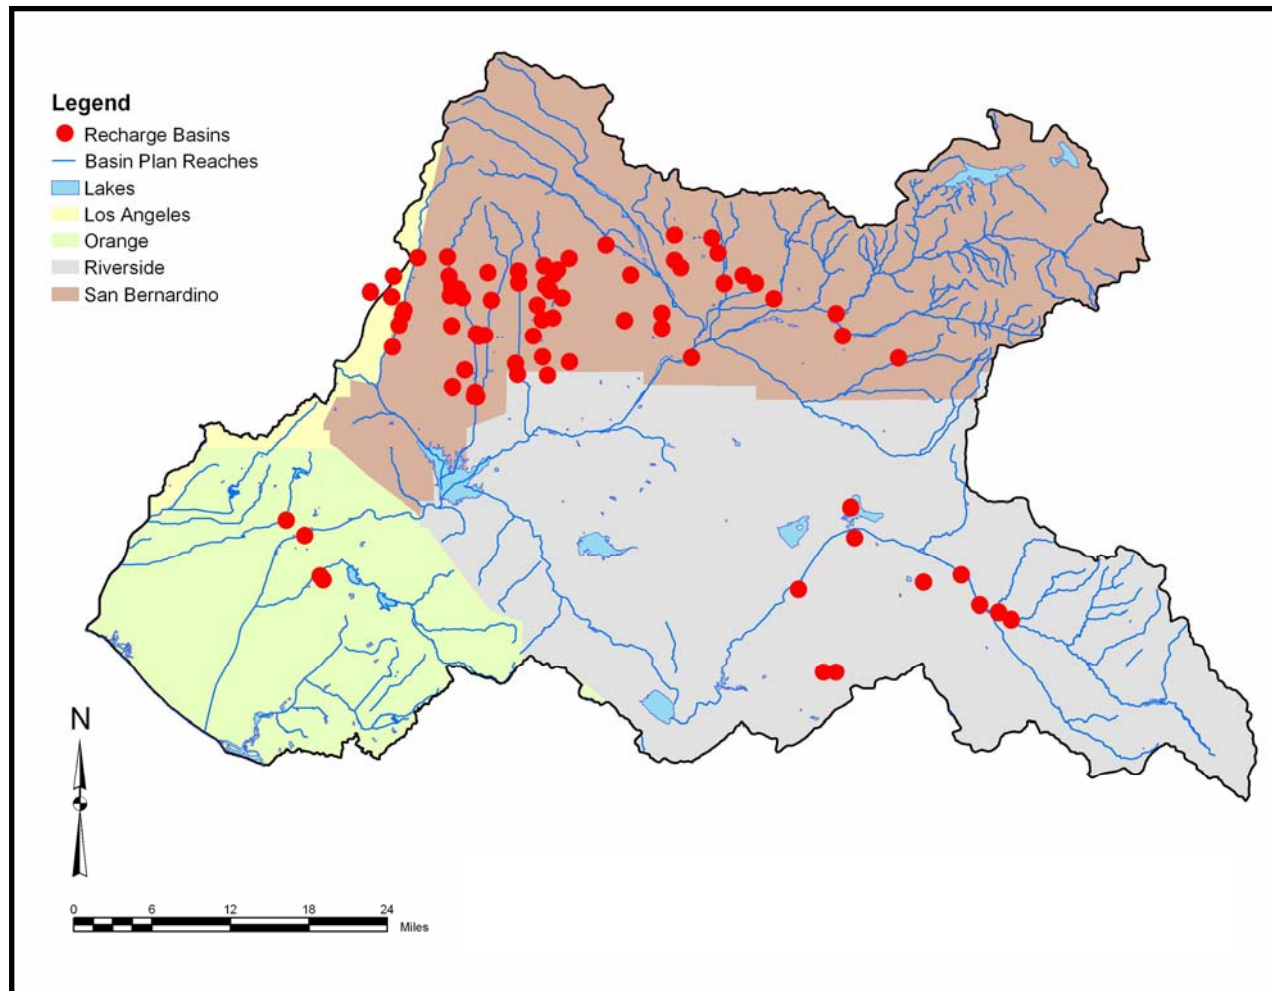 Legend
Recharge Basins
Basin Plan Reaches
Lakes
Los Angeles
Orange
Riverside
San Bernardino
N
0 6 12 18 24
Miles